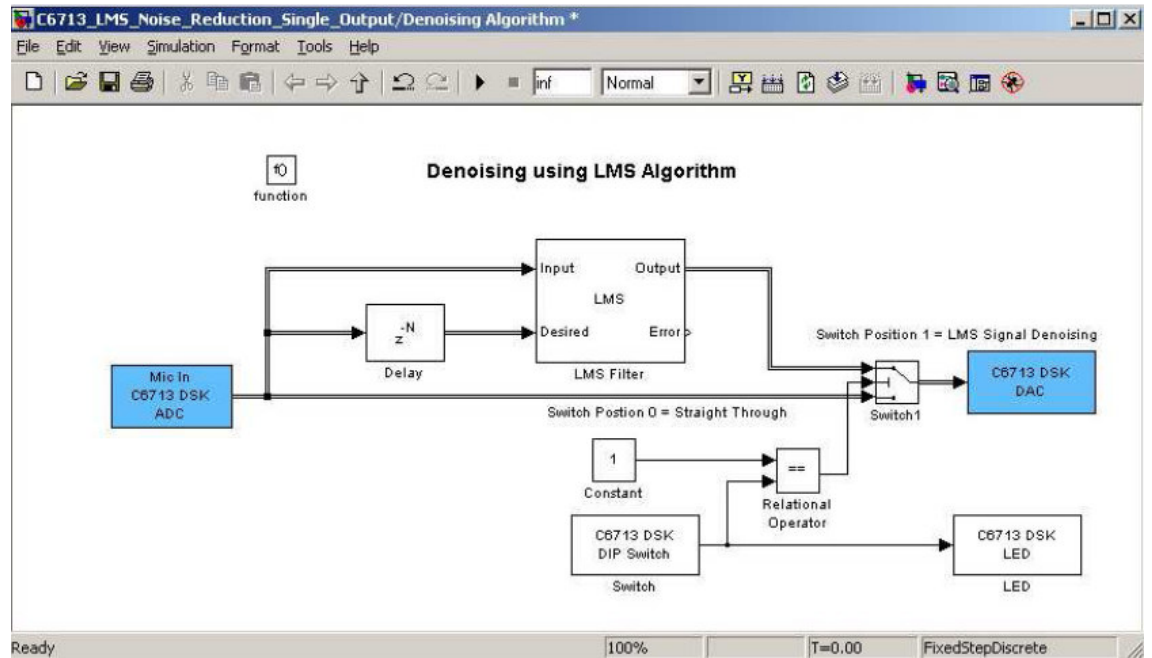 C6713_LMS_Noise_Reduction_Single_Output/Denoising Algorithm *
File Edit View Simulation Format Tools Help
inf Normal
f()
function
Denoising using LMS Algorithm
Input Output
LMS
Desired Error
LMS Filter
z-N
Delay
Mic In
C6713 DSK
ADC
Switch Position 1 = LMS Signal Denoising
C6713 DSK
DAC
Switch1
Switch Postion 0 = Straight Through
1
Constant
==
Relational
Operator
C6713 DSK
DIP Switch
Switch
C6713 DSK
LED
LED
Ready 100% T=0.00 FixedStepDiscrete